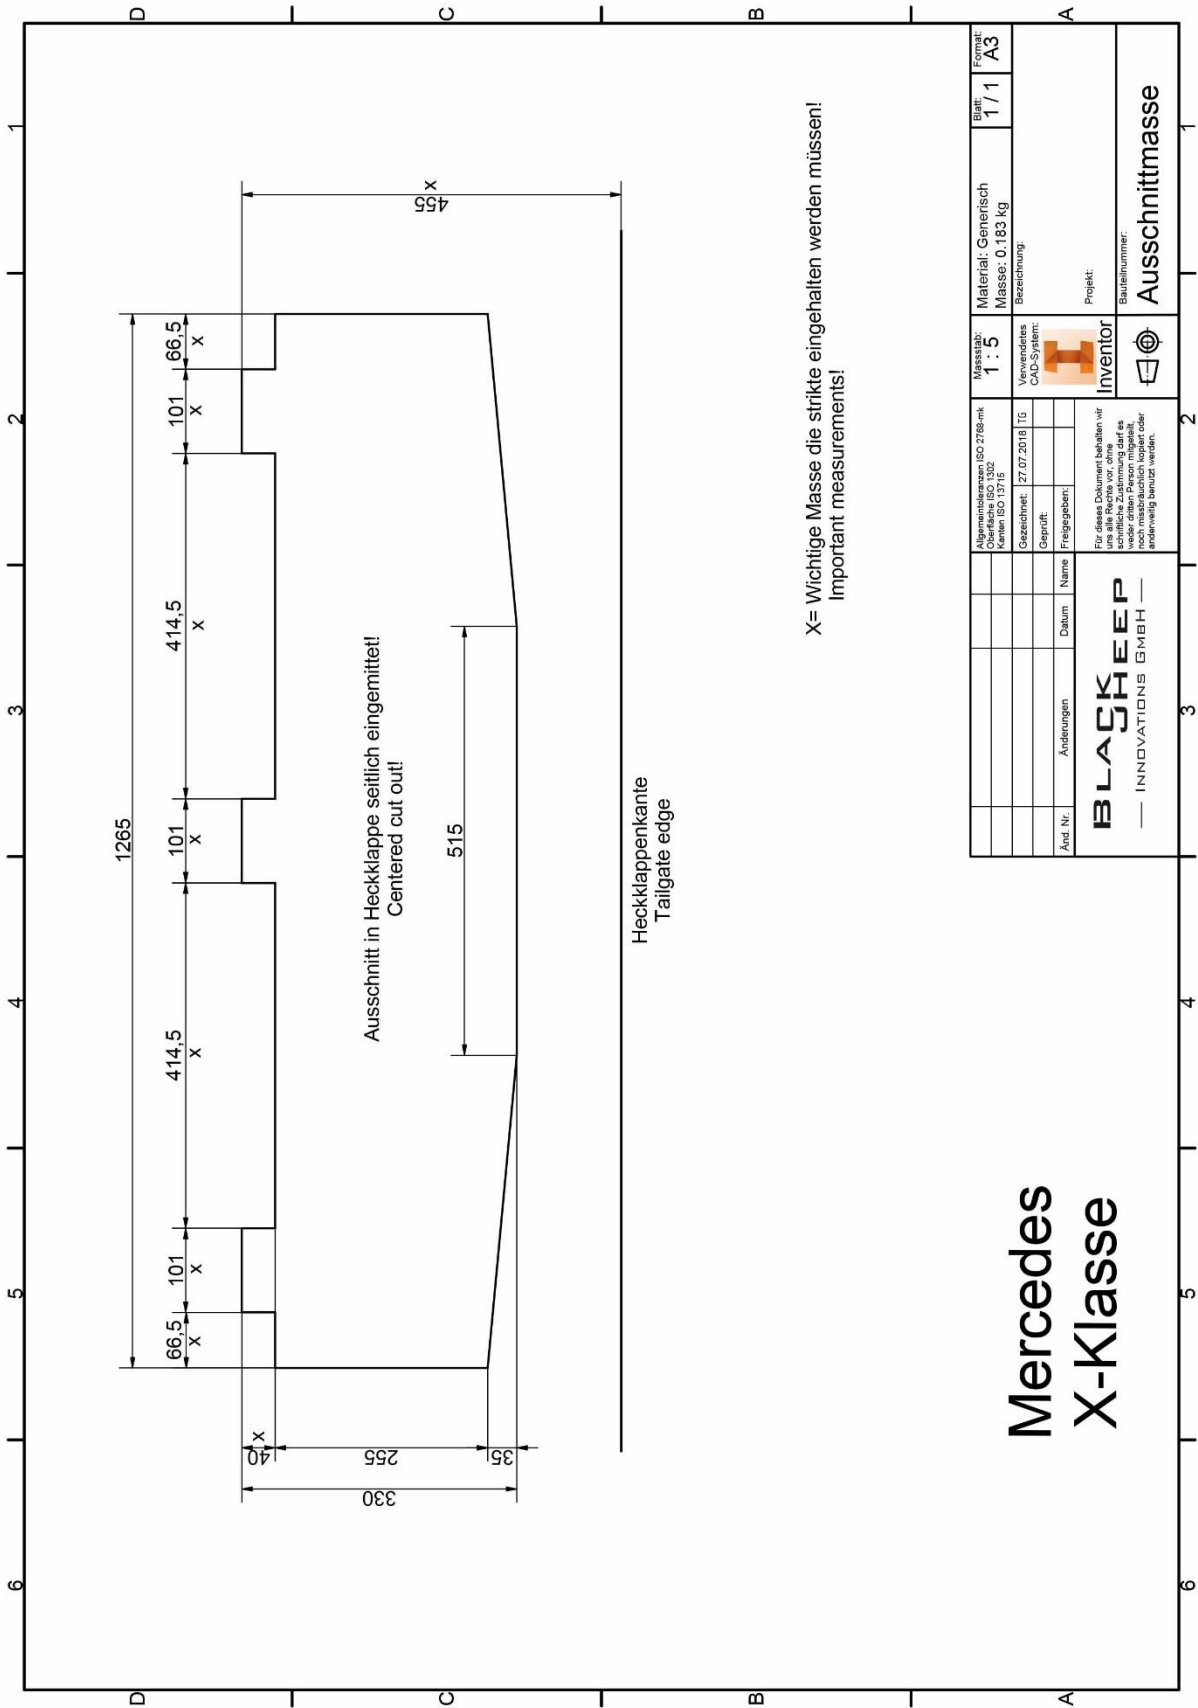 6
5
4
3
2
1
D
D
1265
66,5
x
101
x
414,5
x
101
x
414,5
x
101
x
66,5
x
40
x
255
35
330
455
x
Ausschnitt in Heckklappe seitlich eingemittet!
Centered cut out!
C
C
515
Heckklappenkante
Tailgate edge
B
B
X= Wichtige Masse die strikte eingehalten werden müssen!
Important measurements!
Mercedes
X-Klasse
A
A
Allgemeintoleranzen ISO 2768-mk
Oberfläche ISO 1302
Kanten ISO 13715
Massstab:
1 : 5
Material: Generisch
Masse: 0.183 kg
Blatt:
1 / 1
Format:
A3
Gezeichnet: 27.07.2018 TG
Geprüft:
Freigegeben:
Verwendetes
CAD-System:
Inventor
Bezeichnung:
Projekt:
Änd. Nr. Änderungen Datum Name
BLACK
SHEEP
INNOVATIONS GMBH
Für dieses Dokument behalten wir
uns alle Rechte vor, ohne
schriftliche Zustimmung darf es
weder dritten Person mitgeteilt,
noch missbräuchlich kopiert oder
anderweitig benutzt werden.
Bauteilnummer:
Ausschnittmasse
6
5
4
3
2
1